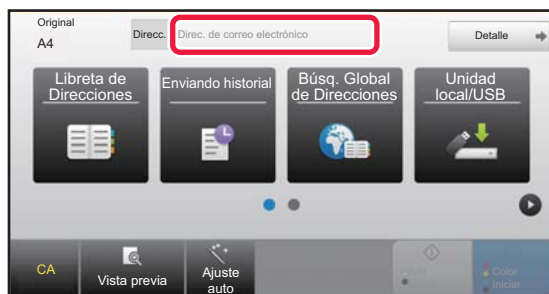 Original
A4
Direcc.
Direc. de correo electrónico
Detalle
Libreta de
Direcciones
Enviando historial
Búsq. Global
de Direcciones
Unidad
local/USB
CA
Vista previa
Ajuste
auto
Color
Iniciar